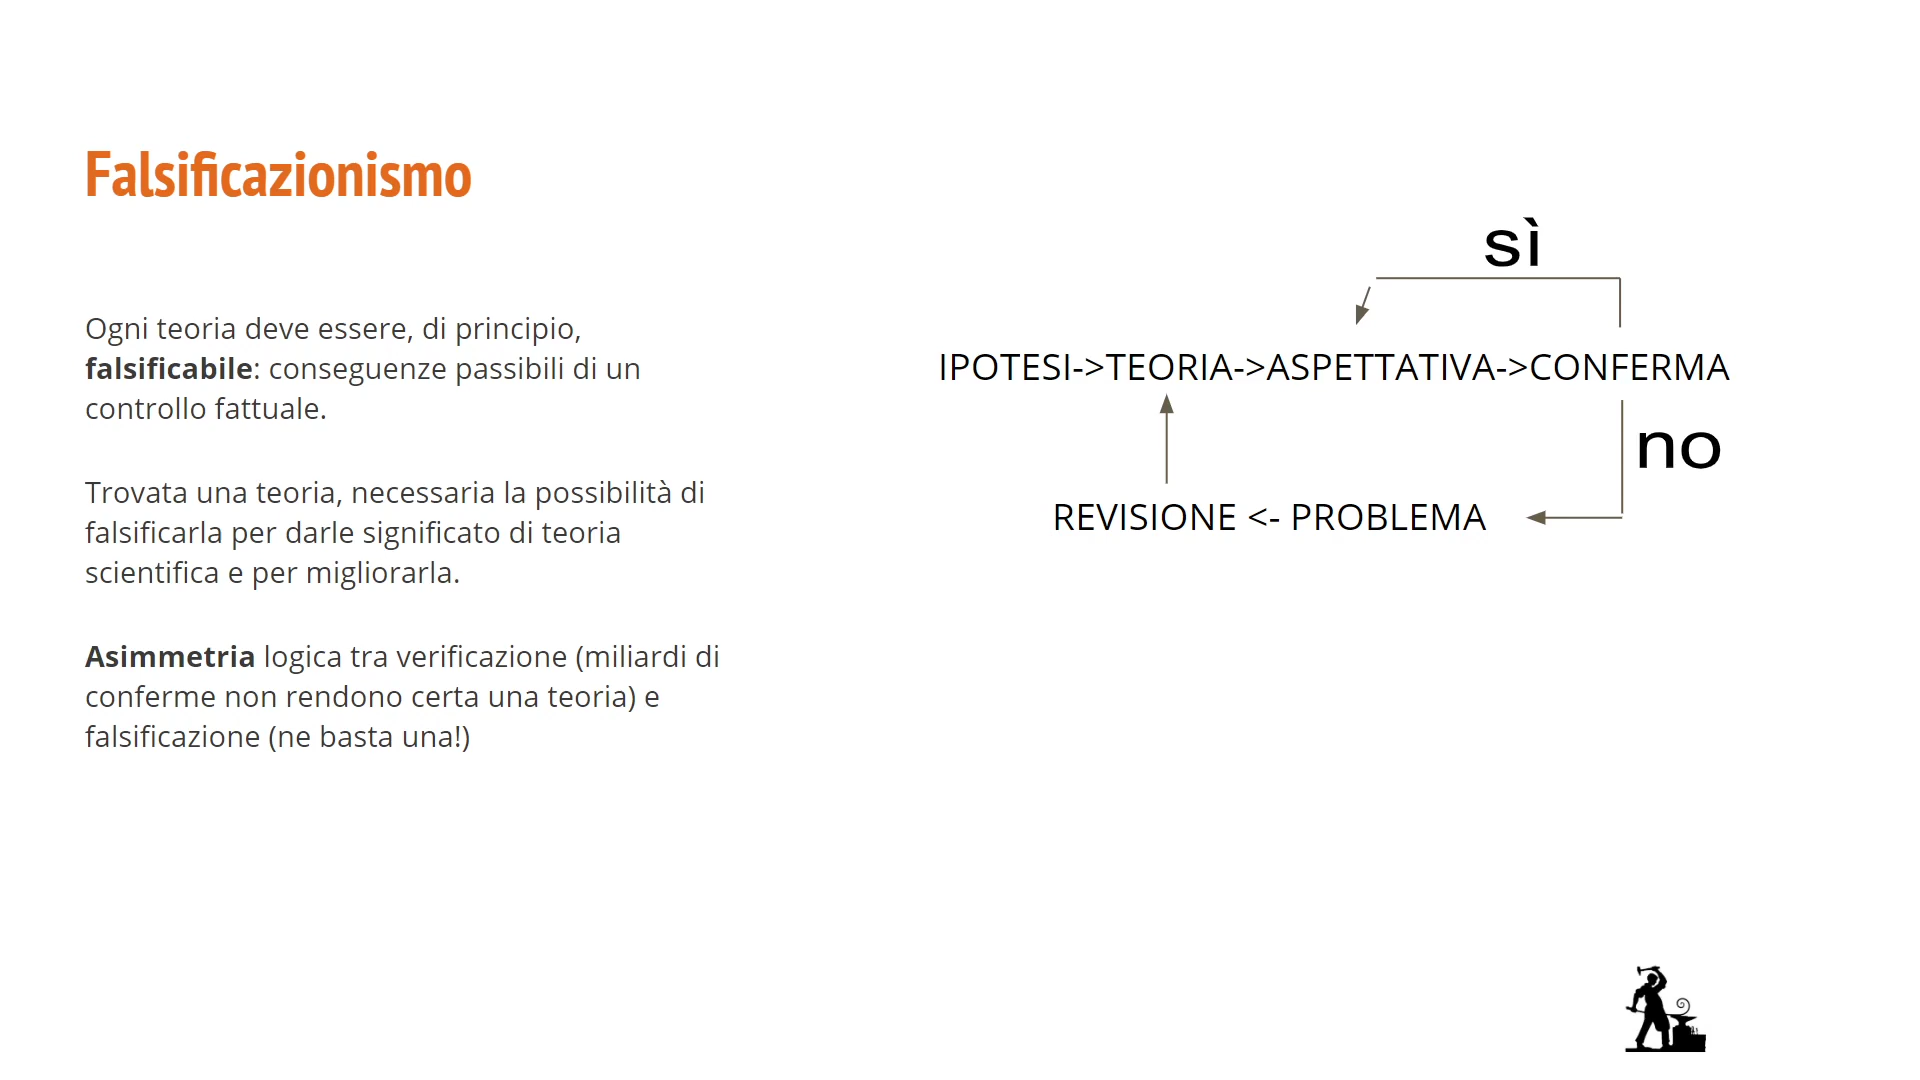 Falsificazionismo
Ogni teoria deve essere, di principio,
falsificabile: conseguenze passibili di un
controllo fattuale.
Trovata una teoria, necessaria la possibilità di
falsificarla per darle significato di teoria
scientifica e per migliorarla.
Asimmetria logica tra verificazione (miliardi di
conferme non rendono certa una teoria) e
falsificazione (ne basta una!)
sì
IPOTESI->TEORIA->ASPETTATIVA->CONFERMA
no
REVISIONE <- PROBLEMA